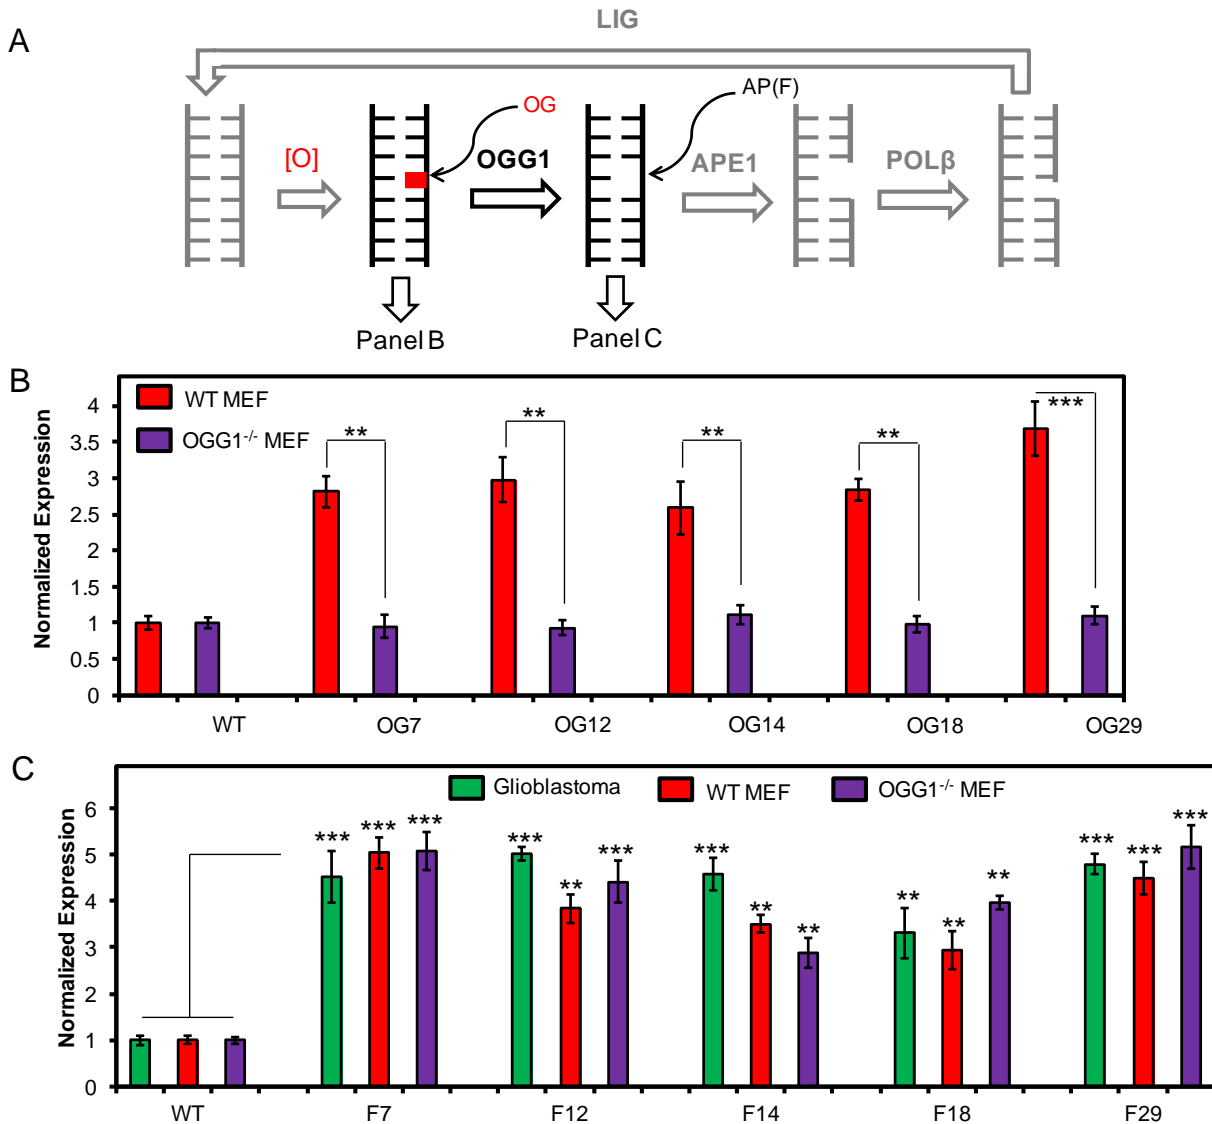 A
LIG
[O]
OG
OGG1
AP(F)
APE1
POLβ
Panel B
Panel C
B
Normalized Expression
4
3.5
3
2.5
2
1.5
1
0.5
0
WT MEF
OGG1-/- MEF
**
**
**
**
***
WT
OG7
OG12
OG14
OG18
OG29
C
Normalized Expression
6
5
4
3
2
1
0
Glioblastoma
WT MEF
OGG1-/- MEF
*** *** ***
*** ** ***
*** ** **
** ** **
*** *** ***
WT
F7
F12
F14
F18
F29